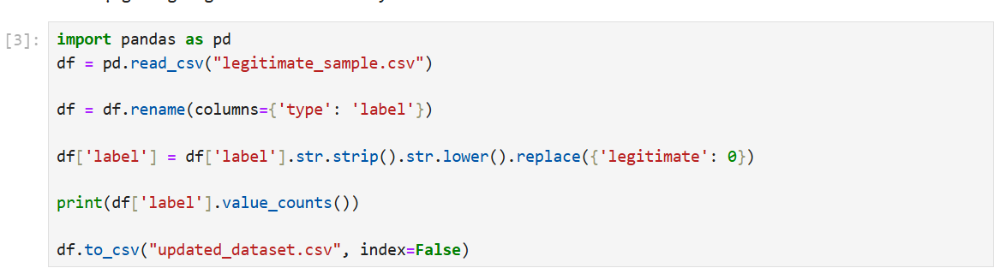 [3]: import pandas as pd
df = pd.read_csv("legitimate_sample.csv")
df = df.rename(columns={'type': 'label'})
df['label'] = df['label'].str.strip().str.lower().replace({'legitimate': 0})
print(df['label'].value_counts())
df.to_csv("updated_dataset.csv", index=False)